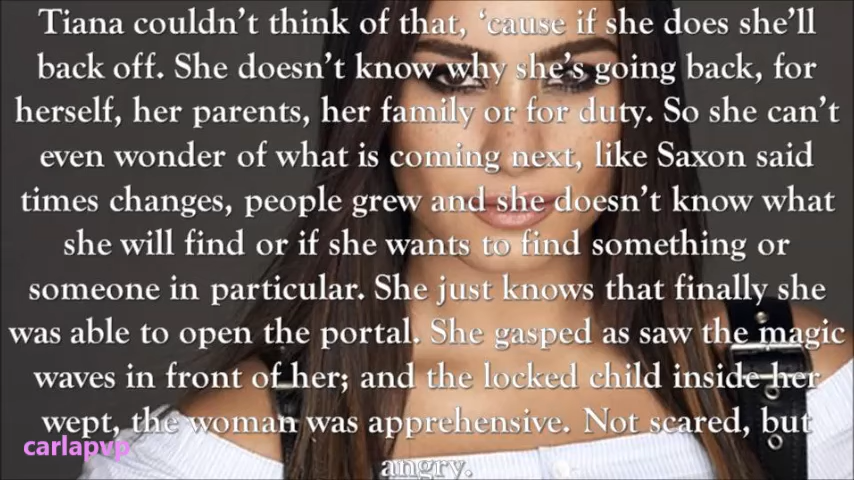 Tiana couldn't think of that, 'cause if she does she'll
back off. She doesn't know why she's going back, for
herself, her parents, her family or for duty. So she can't
even wonder of what is coming next, like Saxon said
times changes, people grew and she doesn't know what
she will find or if she wants to find something or
someone in particular. She just knows that finally she
was able to open the portal. She gasped as saw the magic
waves in front of her; and the locked child inside her
wept, the woman was apprehensive. Not scared, but
angry.
carlapvp